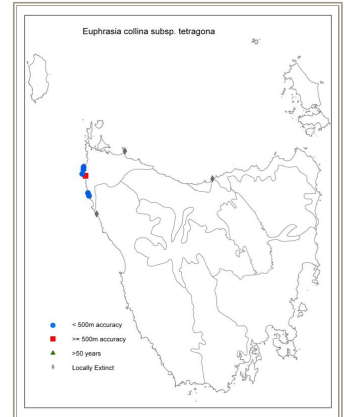 Euphrasia collina subsp. tetragona
< 500m accuracy
>= 500m accuracy
>50 years
Locally Extinct